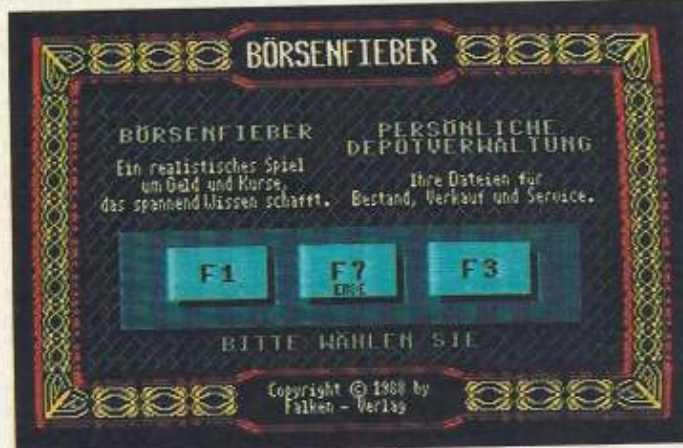 BÖRSENFIEBER
BÖRSENFIEBER
Ein realistisches Spiel
um Geld und Kurse,
das spannend Wissen schafft.
PERSÖNLICHE
DEPOTVERWALTUNG
Ihre Dateien für
Bestand, Verkauf und Service.
F1
F7
ENDE
F3
BITTE WÄHLEN SIE
Copyright © 1988 by
Falken - Verlag